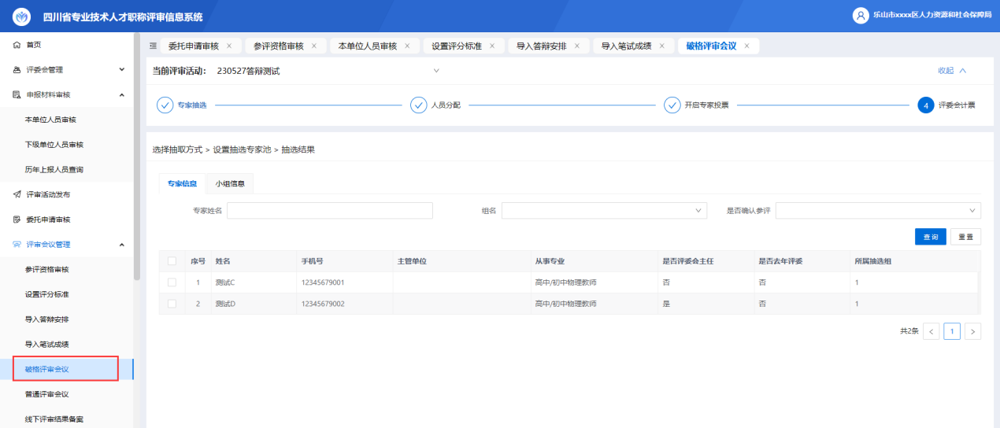 四川省专业技术人才职称评审信息系统
乐山市xxxx区人力资源和社会保障局
首页
评委会管理
申报材料审核
本单位人员审核
下级单位人员审核
历年上报人员查询
评审活动发布
委托申请审核
评审会议管理
参评资格审核
设置评分标准
导入答辩安排
导入笔试成绩
破格评审会议
普通评审会议
线下评审结果备案
委托申请审核 × 参评资格审核 × 本单位人员审核 × 设置评分标准 × 导入答辩安排 × 导入笔试成绩 × 破格评审会议 ×
当前评审活动： 230527答辩测试 收起
专家抽选 人员分配 开启专家投票 4 评委会计票
选择抽取方式 > 设置抽选专家池 > 抽选结果
专家信息 小组信息
专家姓名 组名 是否确认参评
查询 重置
序号 姓名 手机号 主管单位 从事专业 是否评委会主任 是否去年评委 所属抽选组
1 测试C 12345679001 高中/初中物理教师 否 否 1
2 测试D 12345679002 高中/初中物理教师 是 否 1
共2条 < 1 >